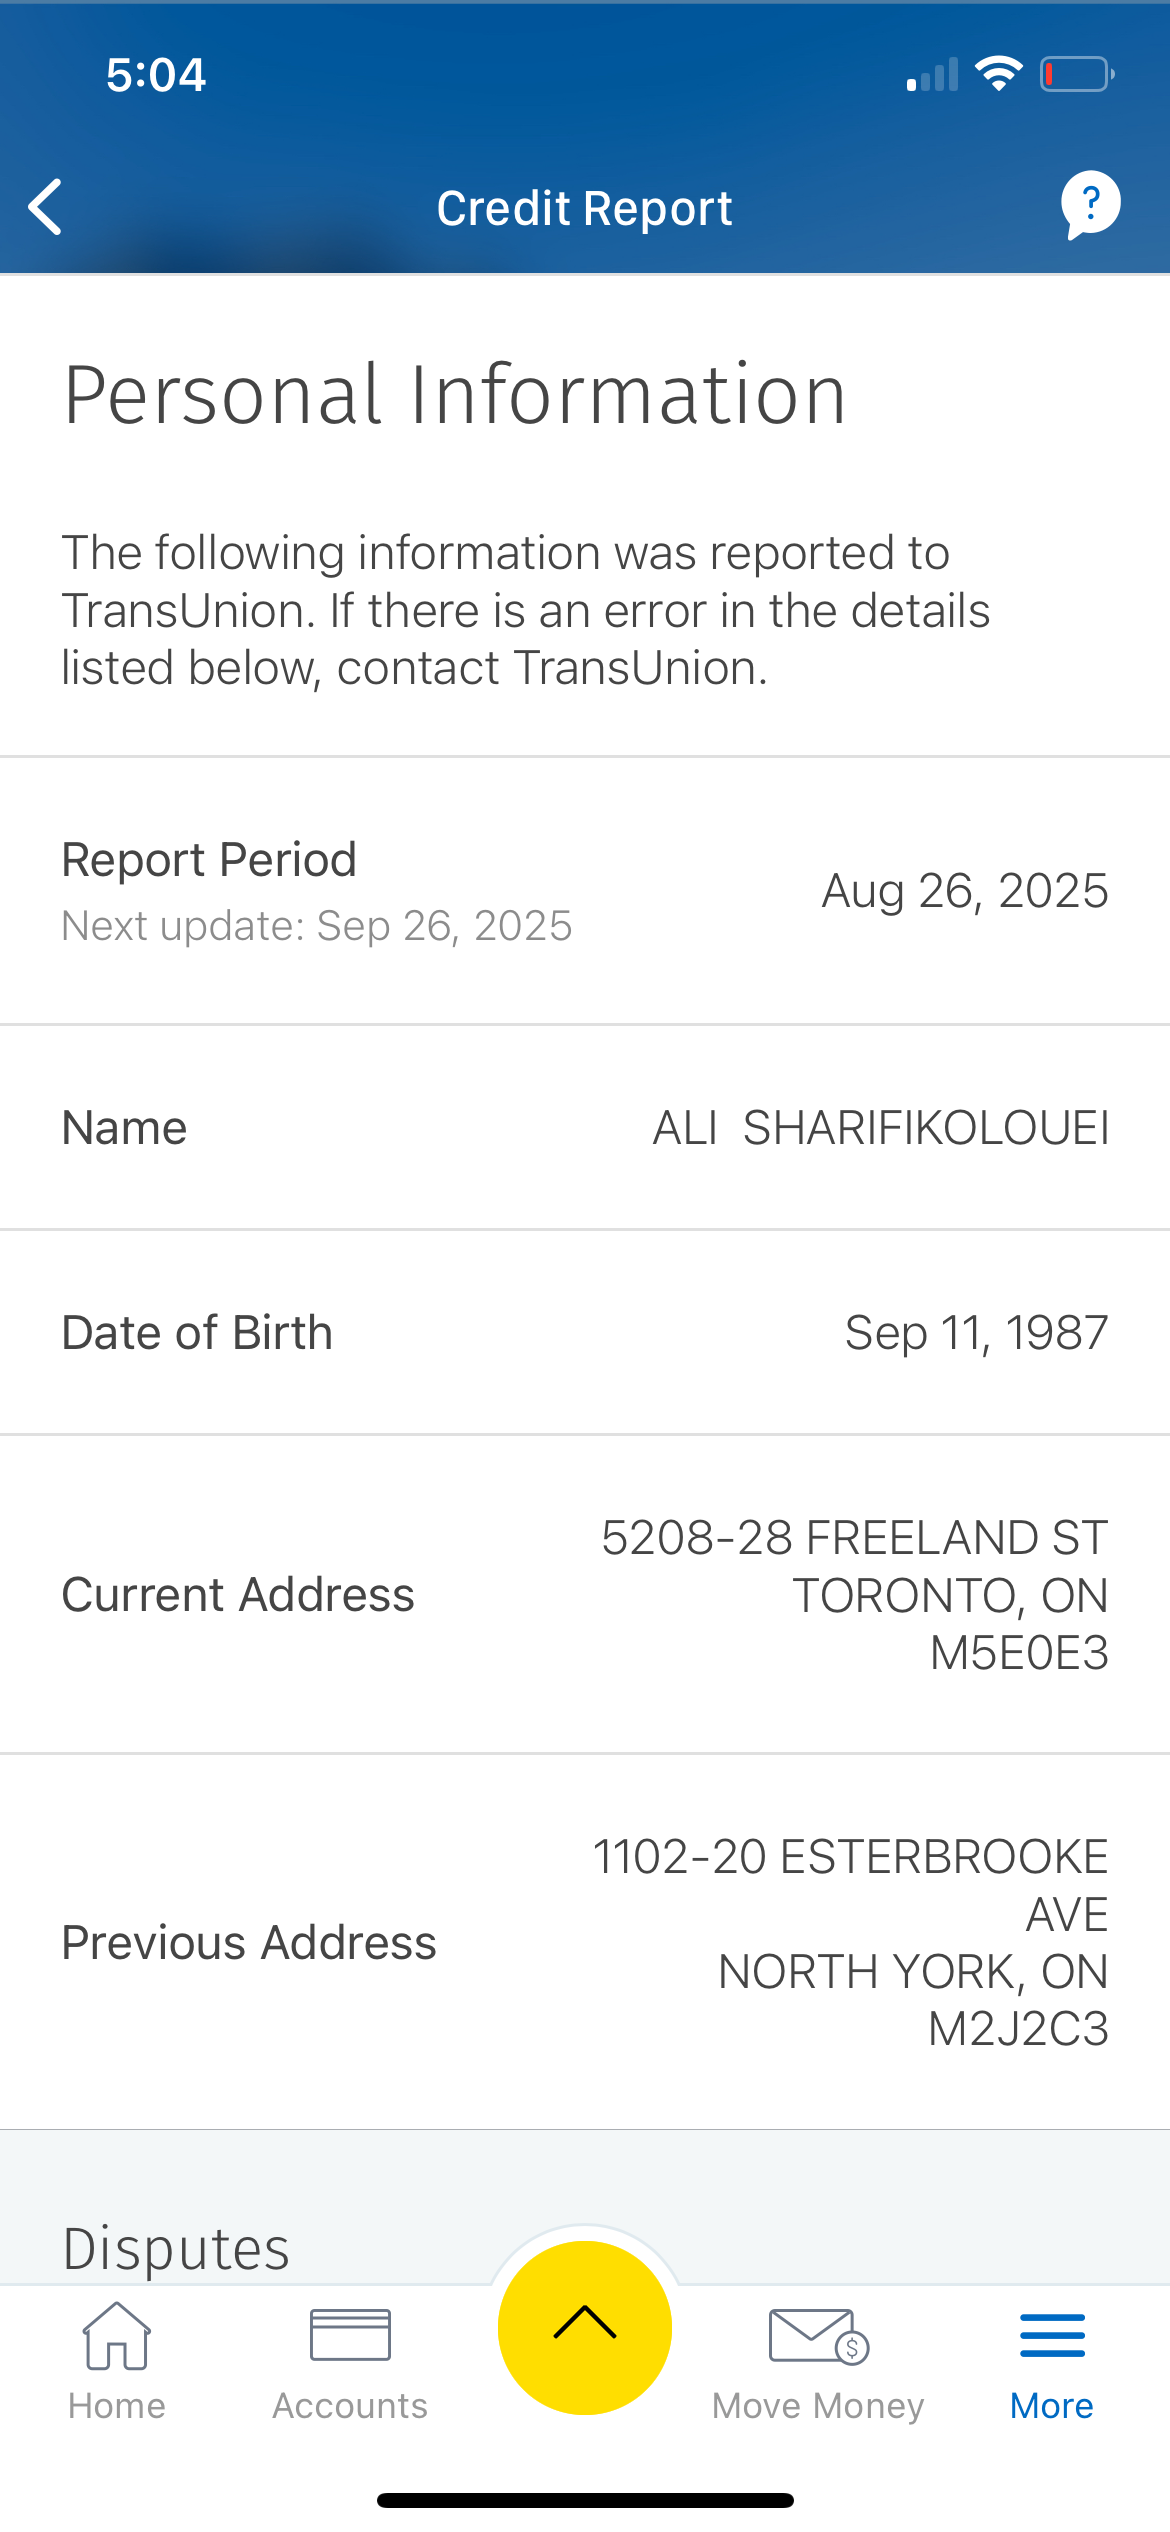 5:04
Credit Report
?
Personal Information
The following information was reported to
TransUnion. If there is an error in the details
listed below, contact TransUnion.
Report Period
Next update: Sep 26, 2025
Aug 26, 2025
Name
ALI  SHARIFIKOLOUEI
Date of Birth
Sep 11, 1987
Current Address
5208-28 FREELAND ST
TORONTO, ON
M5E0E3
Previous Address
1102-20 ESTERBROOKE
AVE
NORTH YORK, ON
M2J2C3
Disputes
$
Home
Accounts
Move Money
More